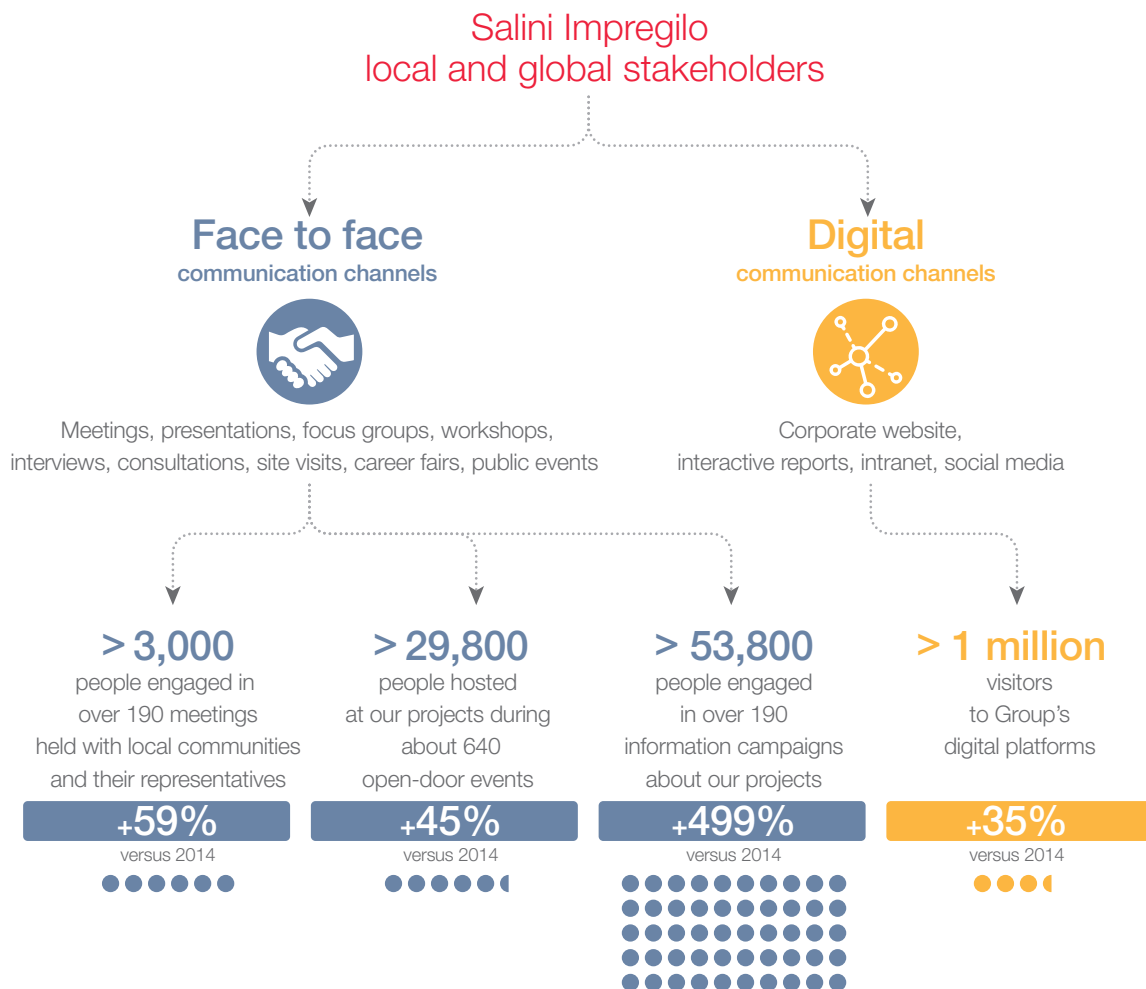 Salini Impregilo
local and global stakeholders
Face to face
communication channels
Meetings, presentations, focus groups, workshops,
interviews, consultations, site visits, career fairs, public events
Digital
communication channels
Corporate website,
interactive reports, intranet, social media
> 3,000
people engaged in
over 190 meetings
held with local communities
and their representatives
+59%
versus 2014
> 29,800
people hosted
at our projects during
about 640
open-door events
+45%
versus 2014
> 53,800
people engaged
in over 190
information campaigns
about our projects
+499%
versus 2014
> 1 million
visitors
to Group's
digital platforms
+35%
versus 2014